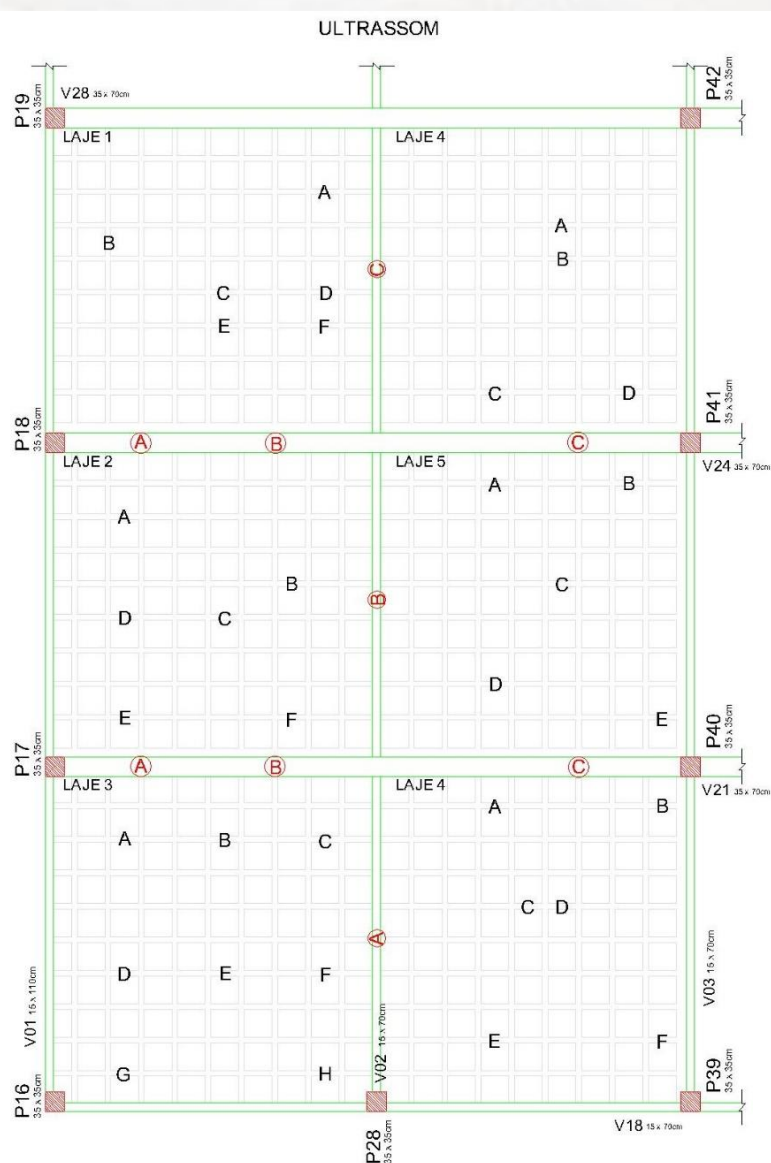 ULTRASSOM
P19
35 x 35cm
V28 35 x 70cm
P42
35 x 35cm
LAJE 1
LAJE 4
A
A
B
B
C
C
D
E
F
C
D
P18
35 x 35cm
P41
35 x 35cm
A
B
C
LAJE 2
LAJE 5
V24 35 x 70cm
A
B
A
B
C
B
D
C
D
E
F
E
P17
35 x 35cm
P40
35 x 35cm
A
B
C
LAJE 3
LAJE 4
V21 35 x 70cm
A
B
A
B
C
C
D
A
D
E
F
V01 15 x 110cm
V03 15 x 70cm
V02 15 x 70cm
E
F
G
H
P16
35 x 35cm
P39
35 x 35cm
V18 15 x 70cm
P28
35 x 35cm